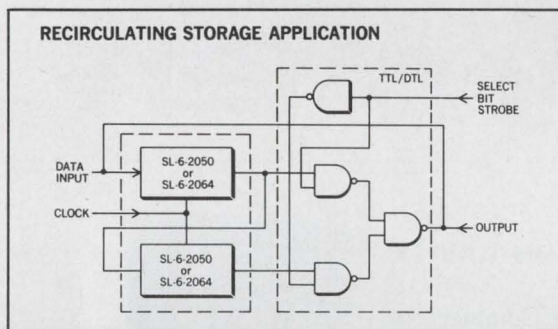 RECIRCULATING STORAGE APPLICATION
TTL/DTL
SELECT
BIT
STROBE
DATA
INPUT
SL-6-2050
or
SL-6-2064
CLOCK
OUTPUT
SL-6-2050
or
SL-6-2064